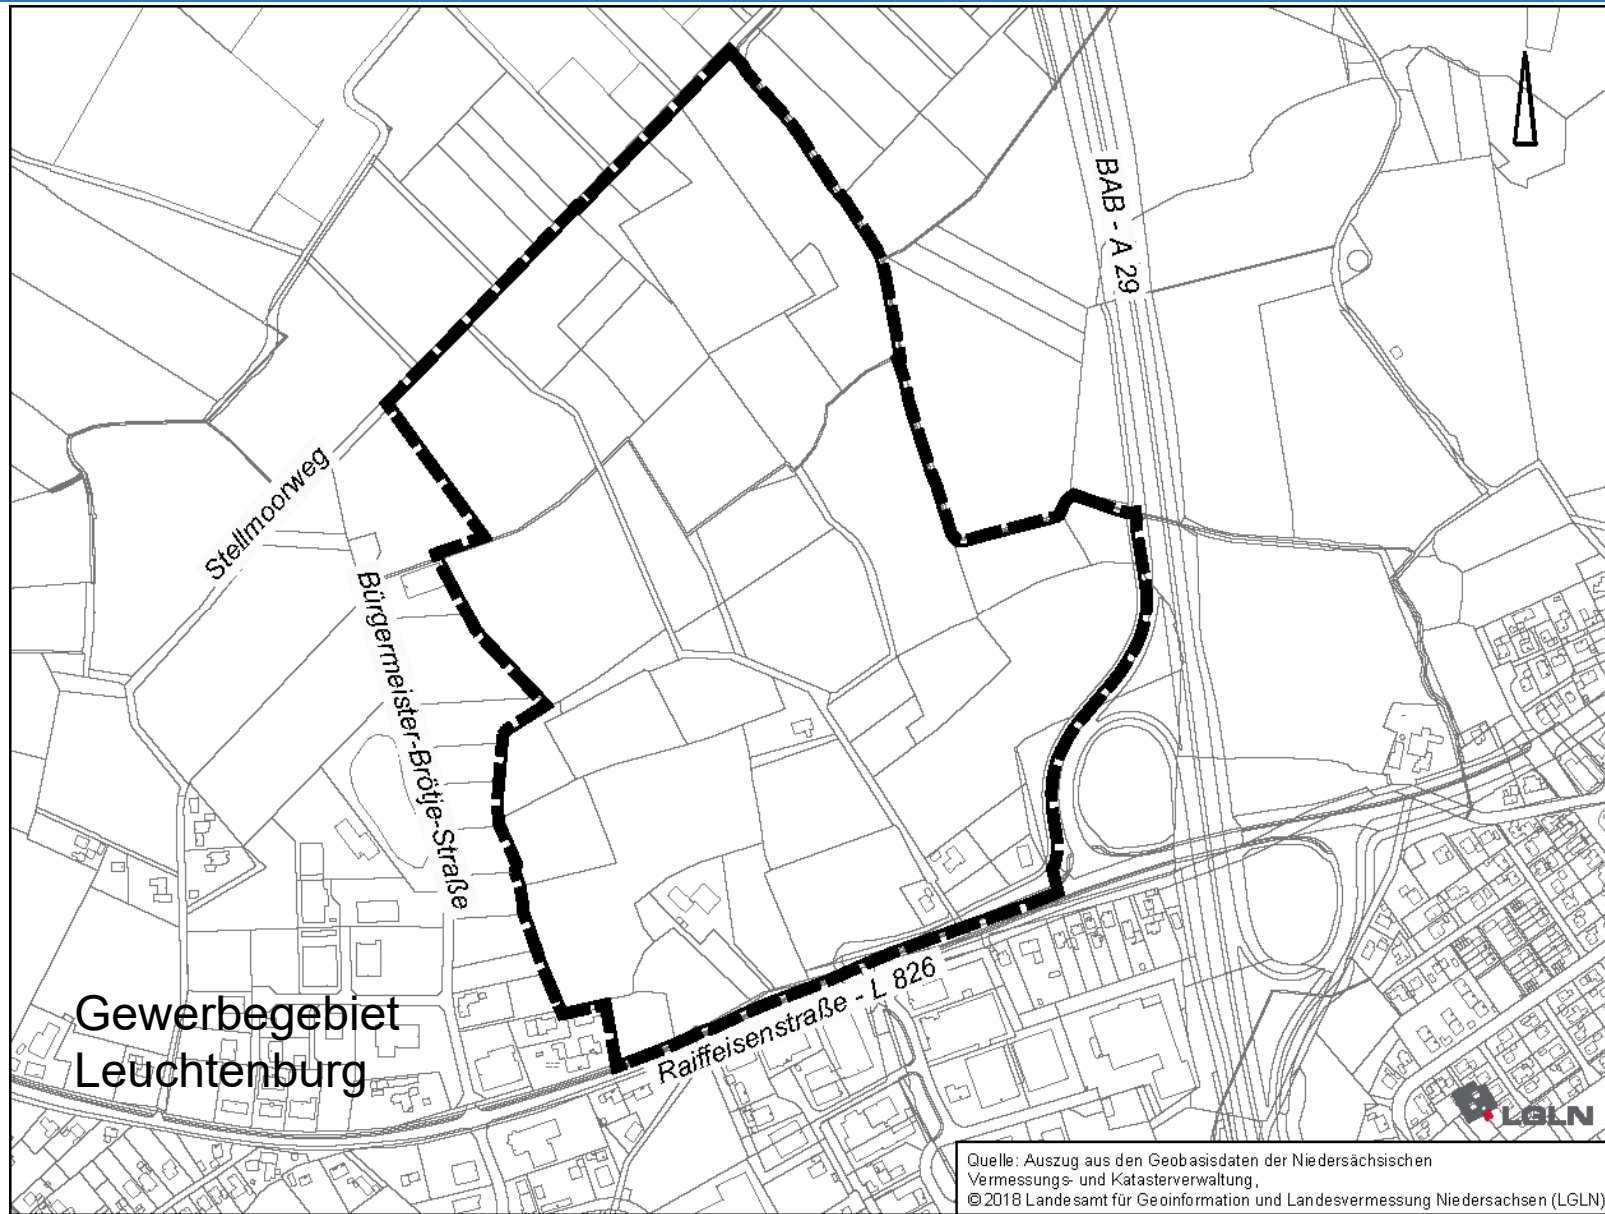 BAB - A 29
Stellmoorweg
Bürgermeister-Brötje-Straße
Raiffeisenstraße - L 826
Gewerbegebiet
Leuchtenburg
LGLN
Quelle: Auszug aus den Geobasisdaten der Niedersächsischen
Vermessungs- und Katasterverwaltung,
© 2018 Landesamt für Geoinformation und Landesvermessung Niedersachsen (LGLN)